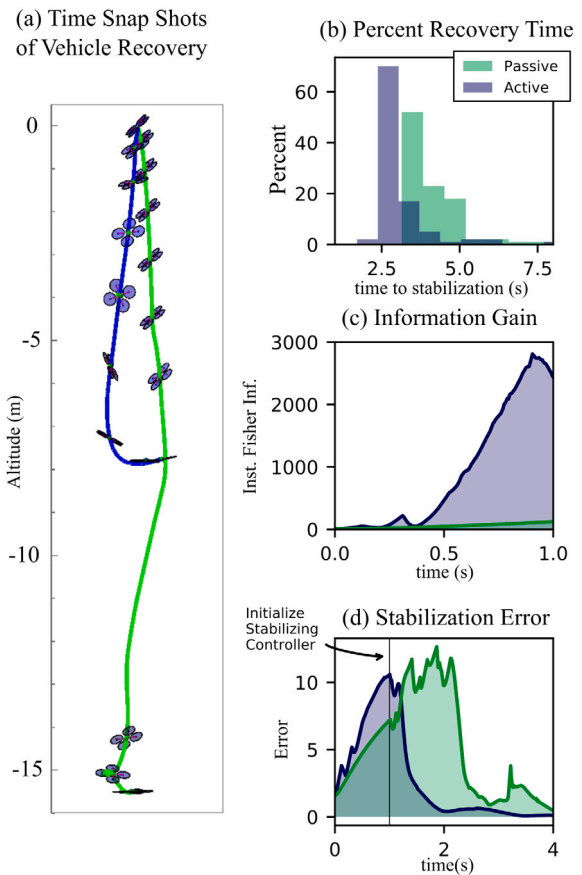 (a) Time Snap Shots
of Vehicle Recovery
0
-5
-10
-15
Altitude (m)
(b) Percent Recovery Time
Passive
Active
60
40
20
0
Percent
2.5
5.0
7.5
time to stabilization (s)
(c) Information Gain
3000
2000
1000
0
Inst. Fisher Inf.
0.0
0.5
1.0
time (s)
(d) Stabilization Error
Initialize
Stabilizing
Controller
10
5
0
Error
0
2
4
time(s)